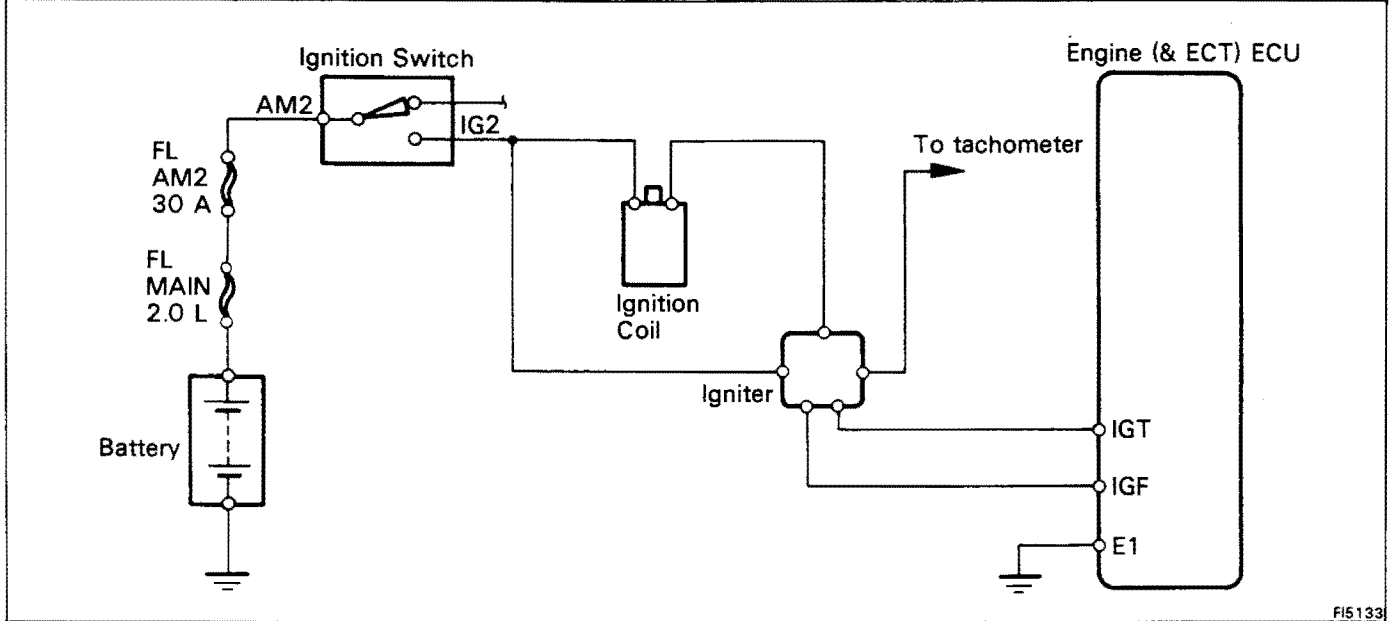 Ignition Switch
Engine (& ECT) ECU
AM2
IG2
To tachometer
FL
AM2
30 A
FL
MAIN
2.0 L
Ignition
Coil
Igniter
Battery
IGT
IGF
E1
FI5133